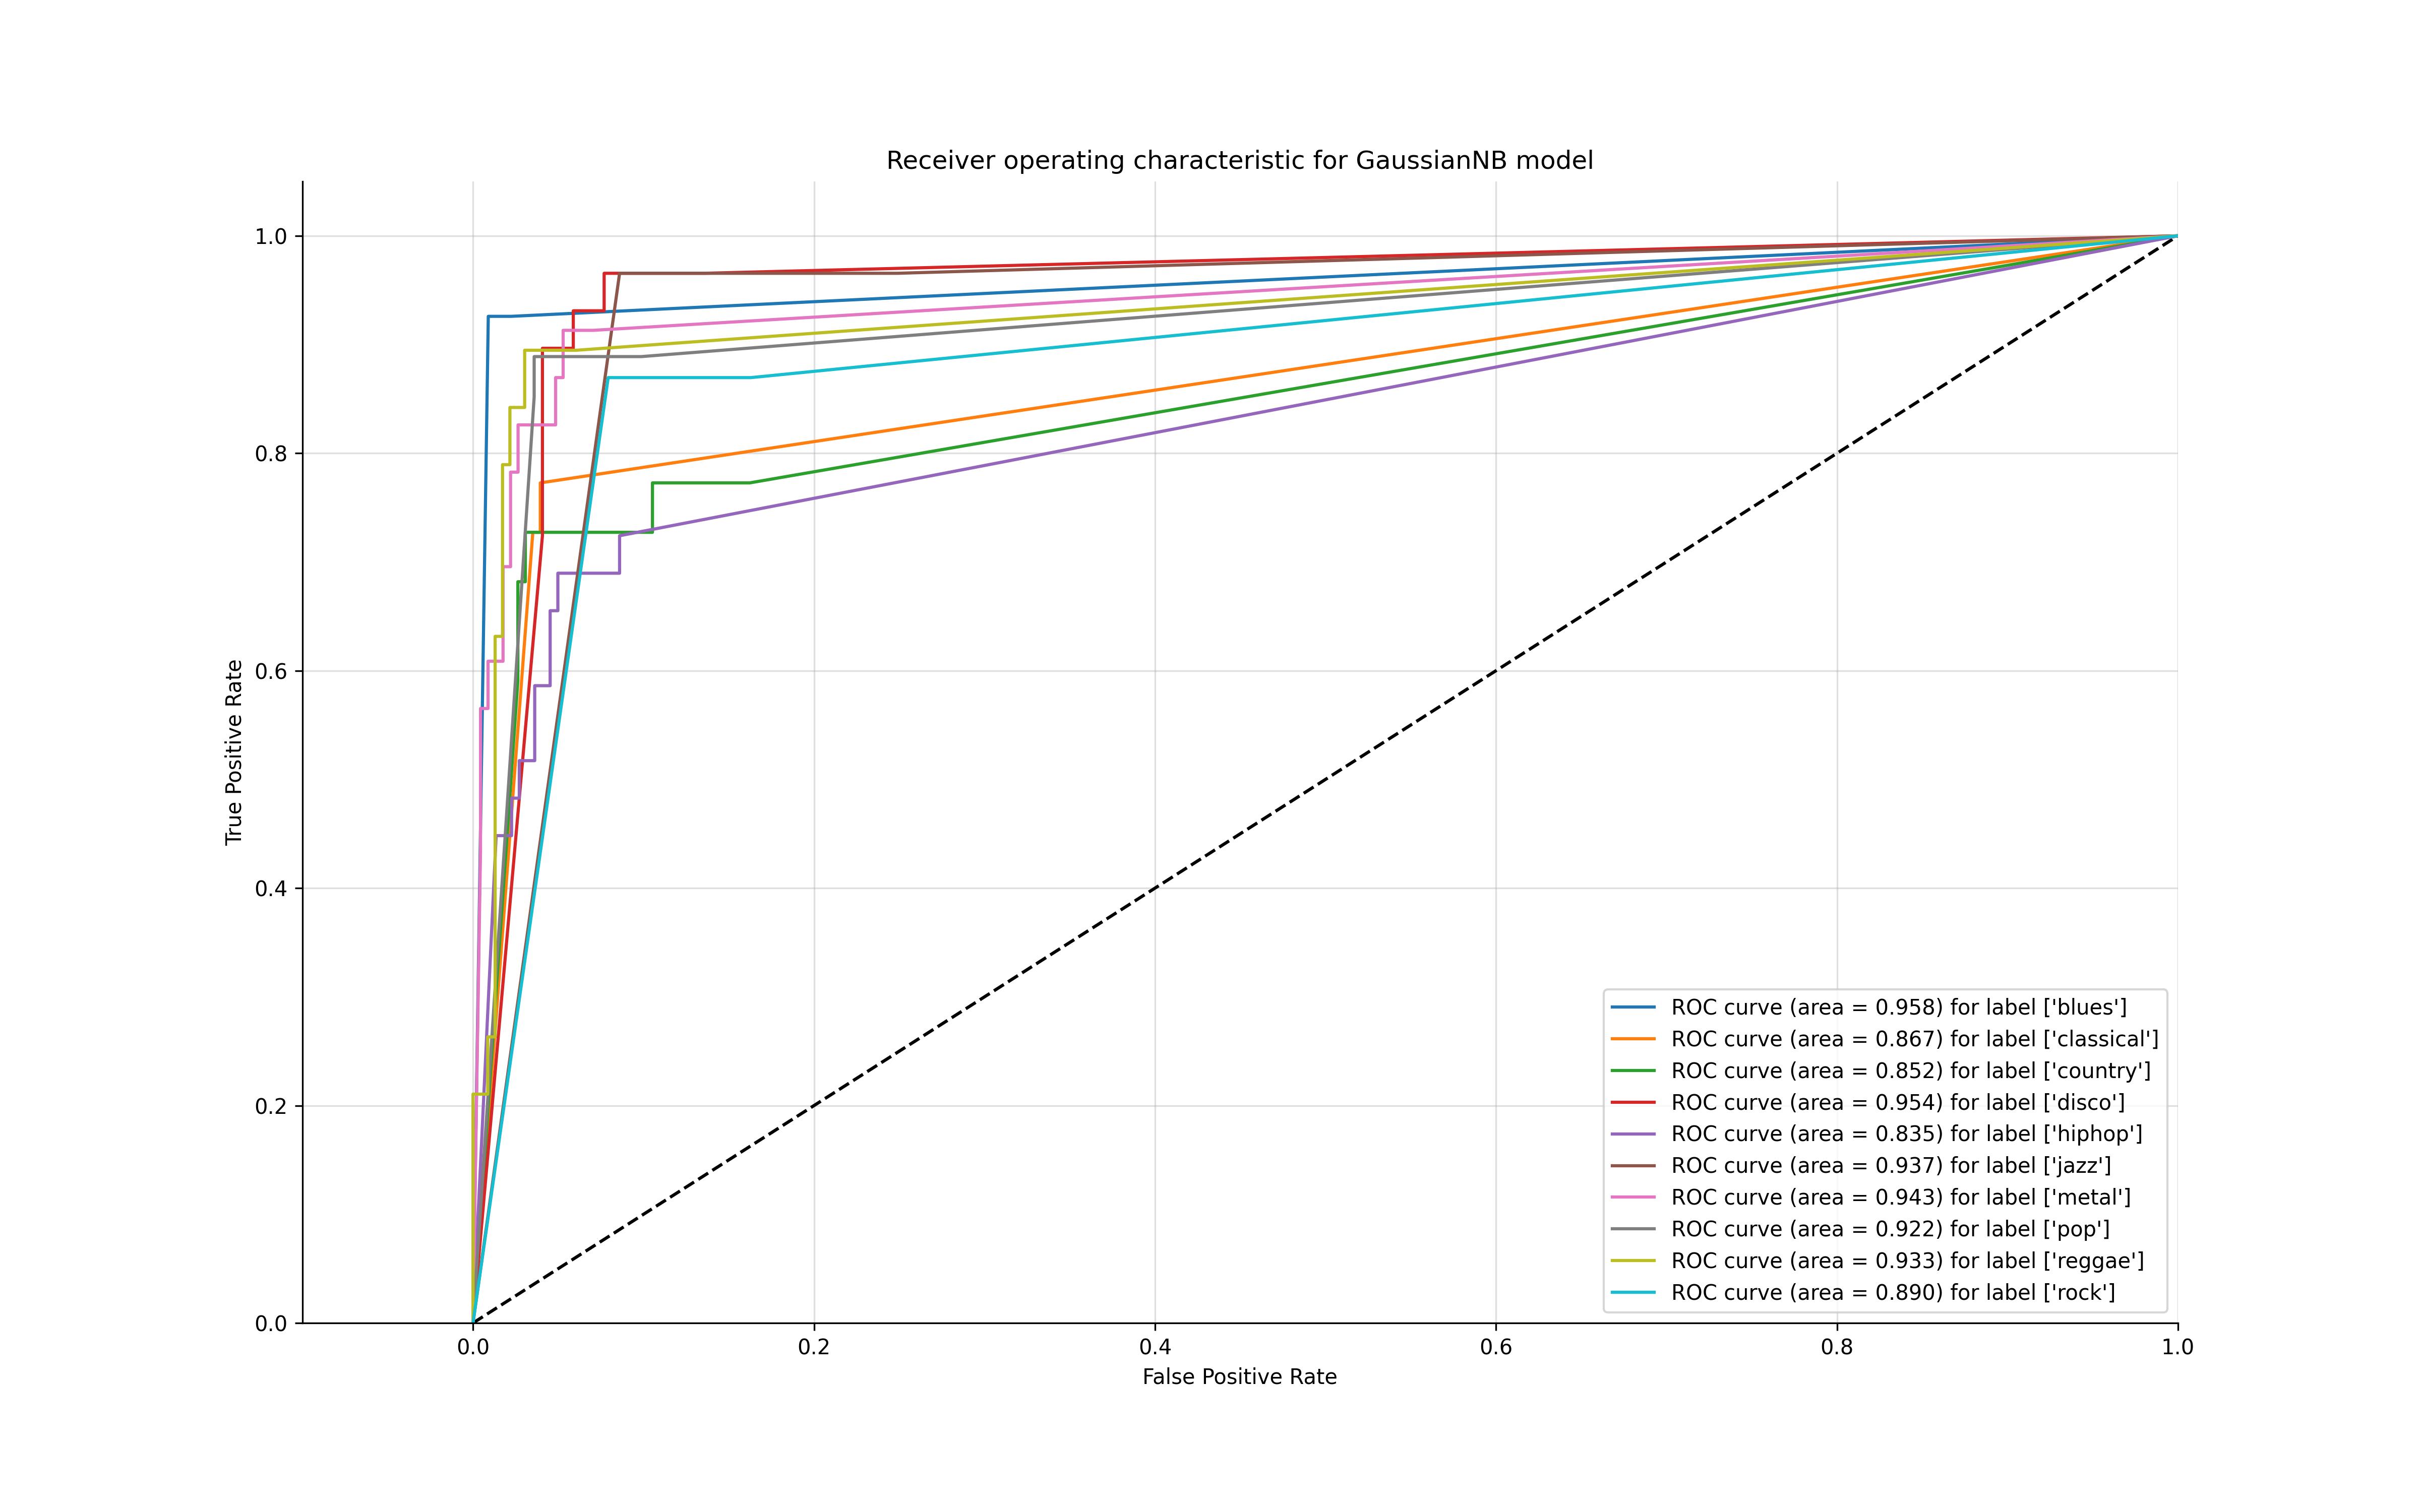 Receiver operating characteristic for GaussianNB model
1.0
0.8
0.6
0.4
0.2
0.0
True Positive Rate
0.0 0.2 0.4 0.6 0.8 1.0
False Positive Rate
ROC curve (area = 0.958) for label ['blues']
ROC curve (area = 0.867) for label ['classical']
ROC curve (area = 0.852) for label ['country']
ROC curve (area = 0.954) for label ['disco']
ROC curve (area = 0.835) for label ['hiphop']
ROC curve (area = 0.937) for label ['jazz']
ROC curve (area = 0.943) for label ['metal']
ROC curve (area = 0.922) for label ['pop']
ROC curve (area = 0.933) for label ['reggae']
ROC curve (area = 0.890) for label ['rock']